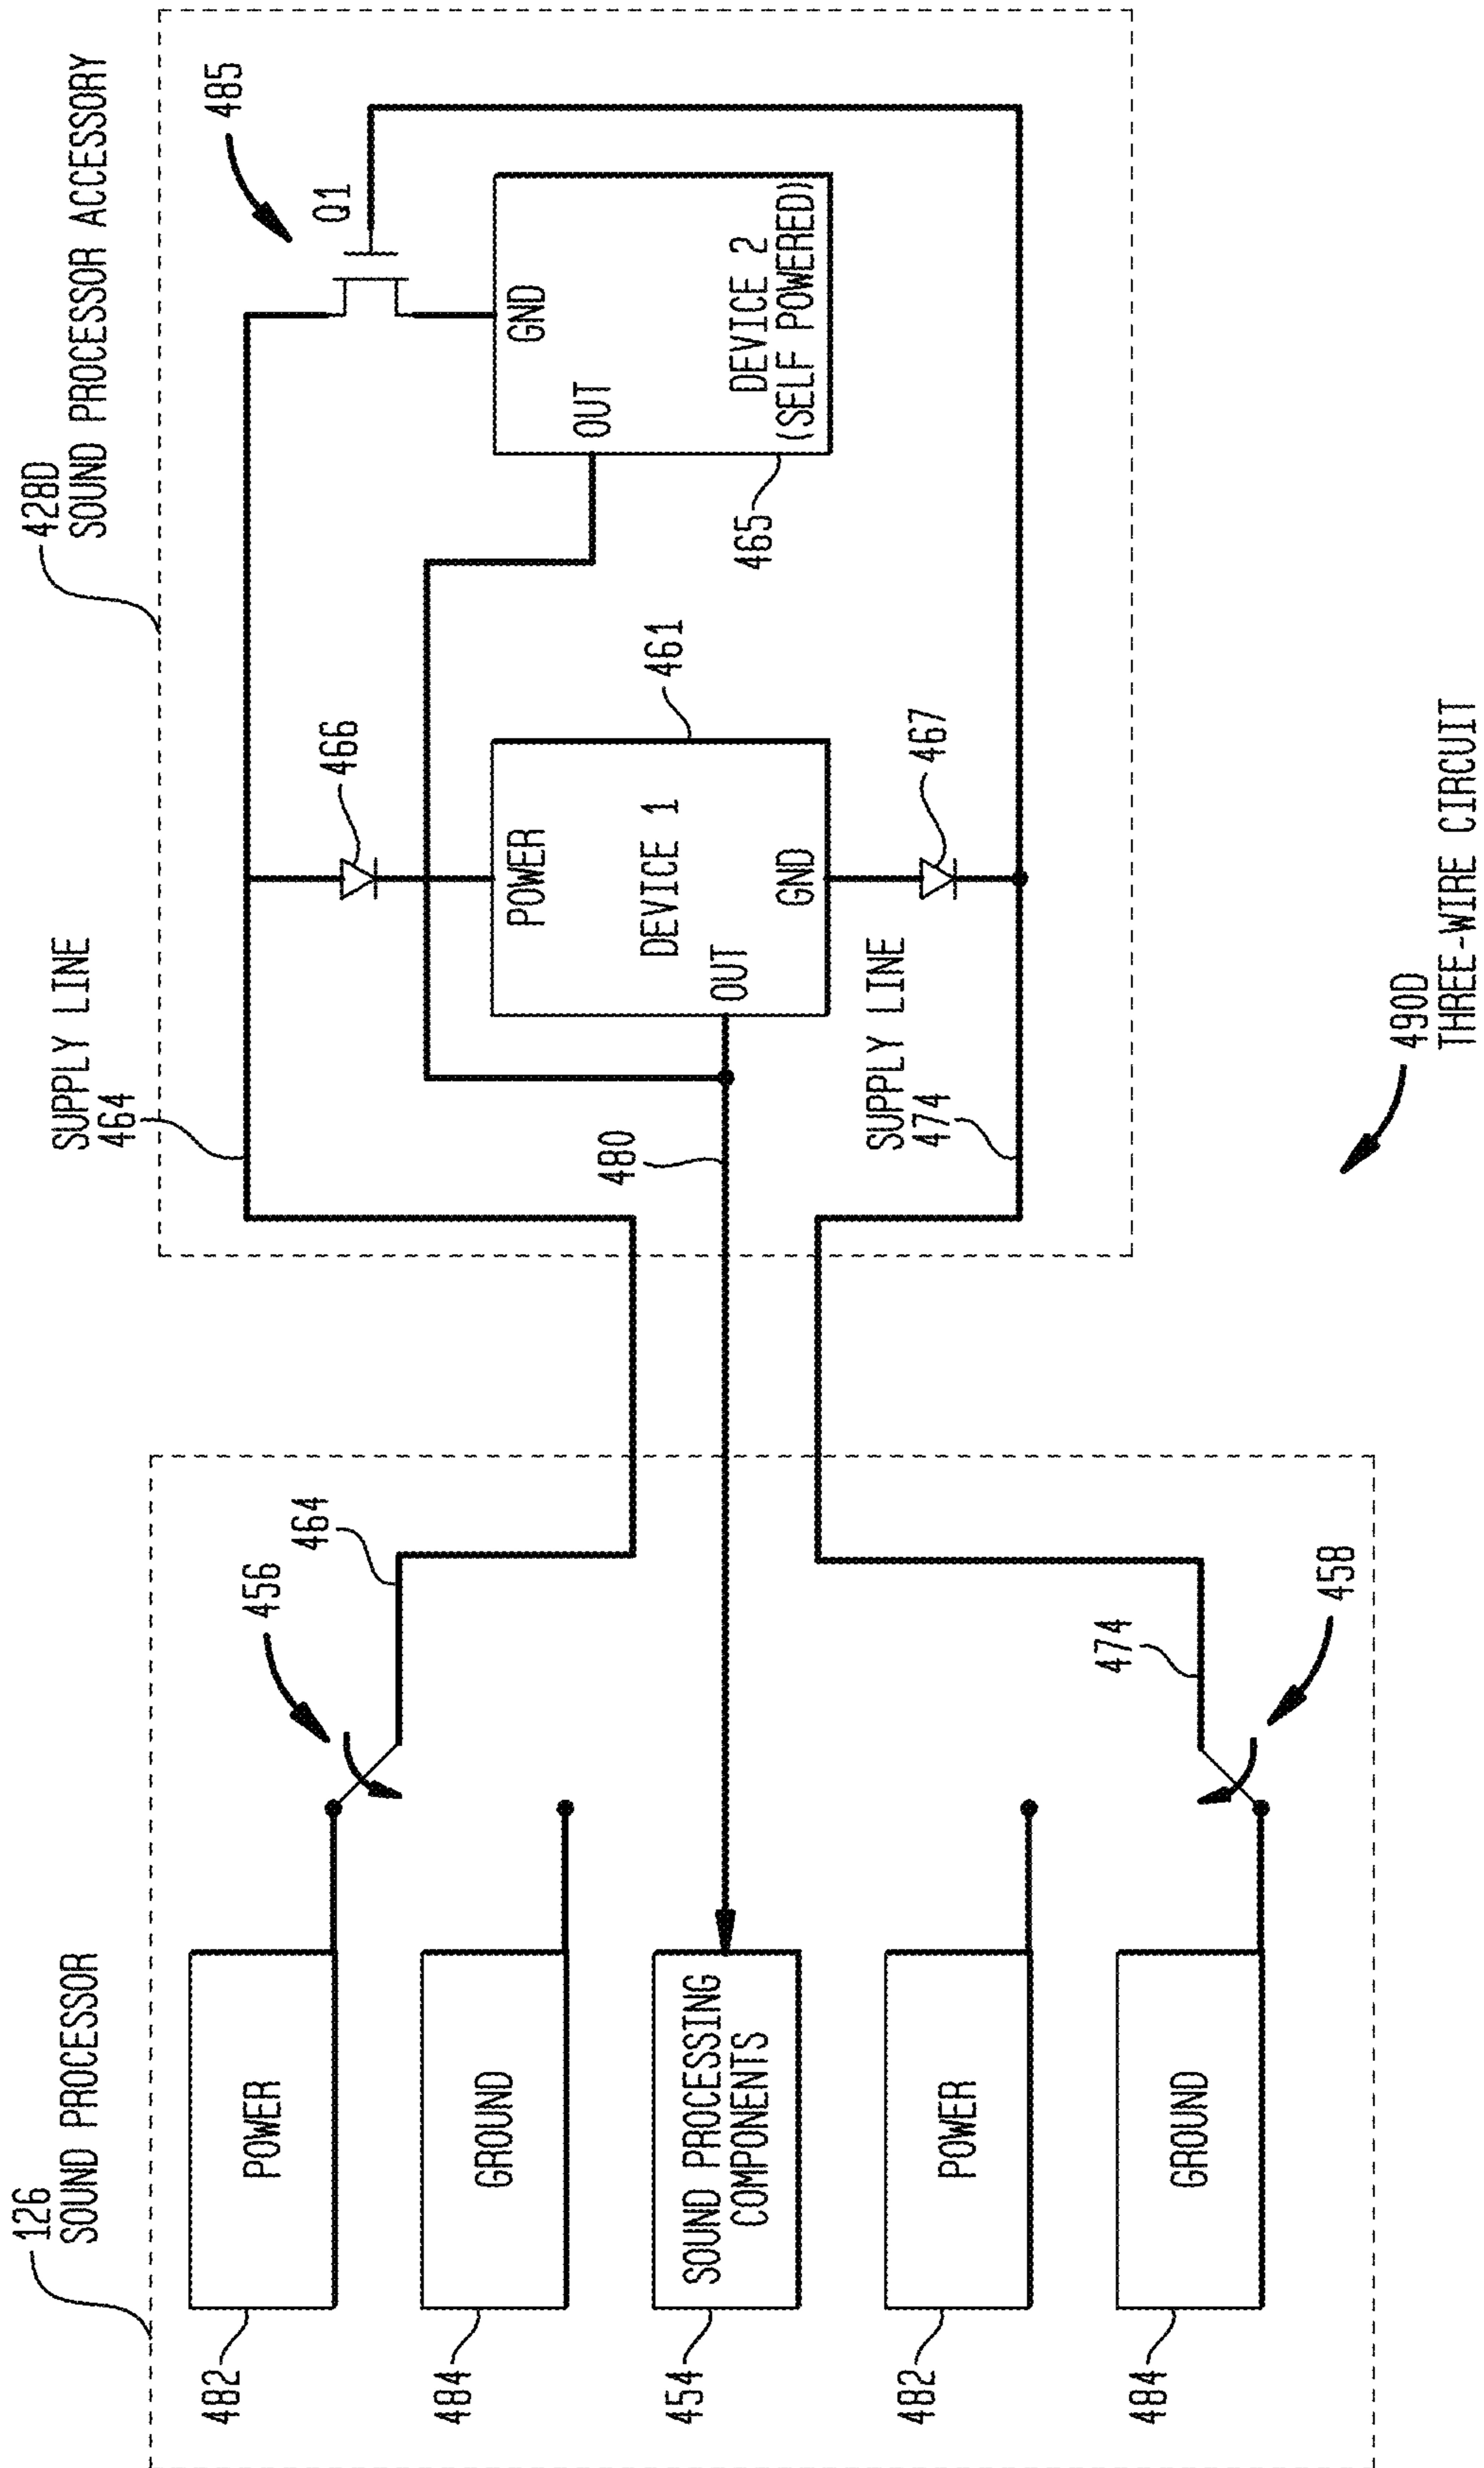 126
SOUND PROCESSOR
482
POWER
484
GROUND
454
SOUND PROCESSING
COMPONENTS
482
POWER
484
GROUND
456
464
474
458
428D
SOUND PROCESSOR ACCESSORY
SUPPLY LINE
464
466
485
Q1
480
POWER
DEVICE 1
OUT
GND
461
GND
OUT
DEVICE 2
(SELF POWERED)
465
SUPPLY LINE
474
467
490D
THREE-WIRE CIRCUIT